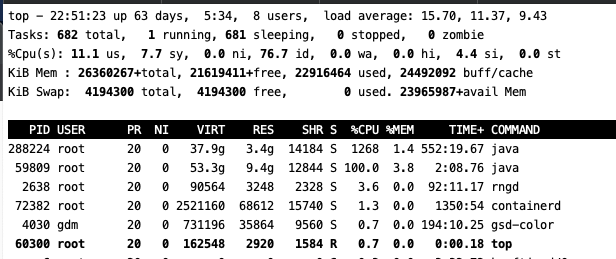 top - 22:51:23 up 63 days,  5:34,  8 users,  load average: 15.70, 11.37, 9.43
Tasks: 682 total,   1 running, 681 sleeping,   0 stopped,   0 zombie
%Cpu(s): 11.1 us,  7.7 sy,  0.0 ni, 76.7 id,  0.0 wa,  0.0 hi,  4.4 si,  0.0 st
KiB Mem : 26360267+total, 21619411+free, 22916464 used, 24492092 buff/cache
KiB Swap:  4194300 total,  4194300 free,        0 used. 23965987+avail Mem
PID USER      PR  NI    VIRT    RES    SHR S  %CPU %MEM     TIME+ COMMAND
288224 root      20   0   37.9g   3.4g  14184 S  1268  1.4 552:19.67 java
59809 root      20   0   53.3g   9.4g  12844 S 100.0  3.8   2:08.76 java
2638 root      20   0   90564   3248   2328 S   3.6  0.0  92:11.17 rngd
72382 root      20   0 2521160  68612  15740 S   1.3  0.0   1350:54 containerd
4030 gdm       20   0  731196  35864   9560 S   0.7  0.0 194:10.25 gsd-color
60300 root      20   0  162548   2920   1584 R   0.7  0.0   0:00.18 top